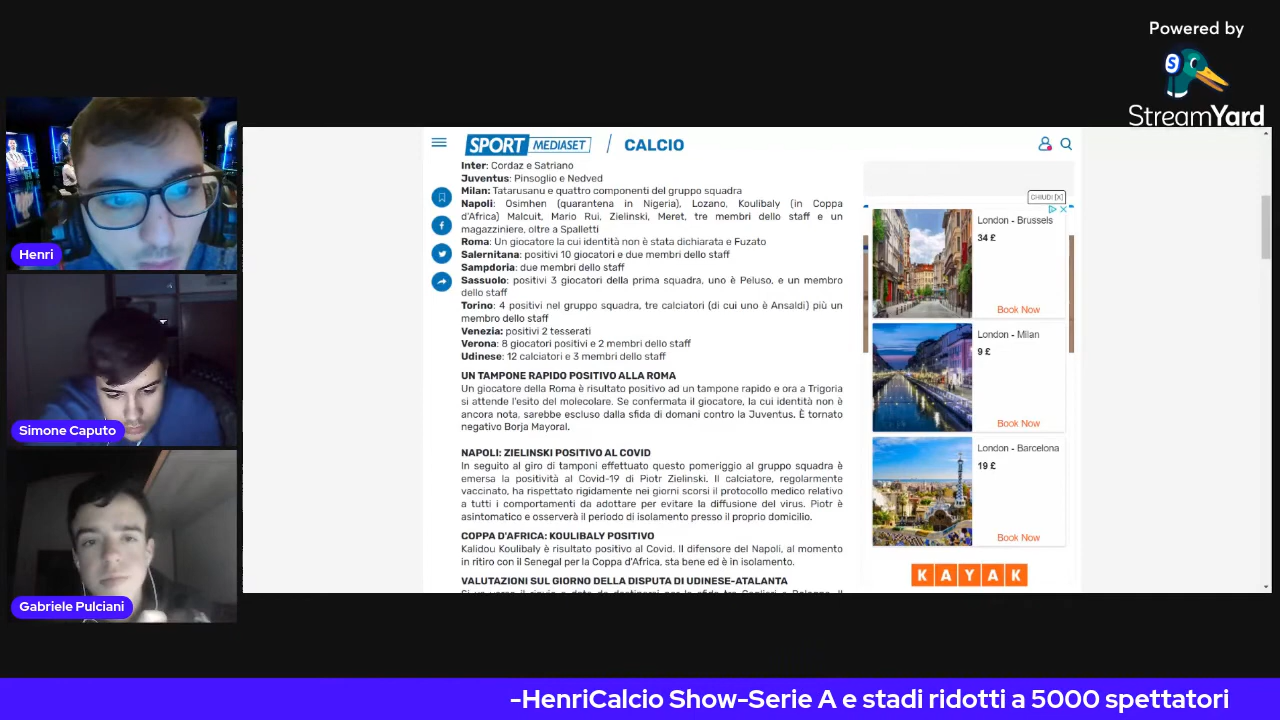 Powered by
StreamYard
Henri
Simone Caputo
Gabriele Pulciani
SPORT MEDIASET / CALCIO
Inter: Cordaz e Satriano
Juventus: Pinsoglio e Nedved
Milan: Tatarusanu e quattro componenti del gruppo squadra
Napoli: Osimhen (quarantena in Nigeria), Lozano, Koulibaly (in Coppa
d'Africa) Malcuit, Mario Rui, Zielinski, Meret, tre membri dello staff e un
magazziniere, oltre a Spalletti
Roma: Un giocatore la cui identità non è stata dichiarata e Fuzato
Salernitana: positivi 10 giocatori e due membri dello staff
Sampdoria: due membri dello staff
Sassuolo: positivi 3 giocatori della prima squadra, uno è Peluso, e un membro
dello staff
Torino: 4 positivi nel gruppo squadra, tre calciatori (di cui uno è Ansaldi) più un
membro dello staff
Venezia: positivi 2 tesserati
Verona: 8 giocatori positivi e 2 membri dello staff
Udinese: 12 calciatori e 3 membri dello staff
UN TAMPONE RAPIDO POSITIVO ALLA ROMA
Un giocatore della Roma è risultato positivo ad un tampone rapido e ora a Trigoria
si attende l'esito del molecolare. Se confermata il giocatore, la cui identità non è
ancora nota, sarebbe escluso dalla sfida di domani contro la Juventus. È tornato
negativo Borja Mayoral.
NAPOLI: ZIELINSKI POSITIVO AL COVID
In seguito al giro di tamponi effettuato questo pomeriggio al gruppo squadra è
emersa la positività al Covid-19 di Piotr Zielinski. Il calciatore, regolarmente
vaccinato, ha rispettato rigidamente nei giorni scorsi il protocollo medico relativo
a tutti i comportamenti da adottare per evitare la diffusione del virus. Piotr è
asintomatico e osserverà il periodo di isolamento presso il proprio domicilio.
COPPA D'AFRICA: KOULIBALY POSITIVO
Kalidou Koulibaly è risultato positivo al Covid. Il difensore del Napoli, al momento
in ritiro con il Senegal per la Coppa d'Africa, sta bene ed è in isolamento.
VALUTAZIONI SUL GIORNO DELLA DISPUTA DI UDINESE-ATALANTA
CHIUDI [X]
London - Brussels
34 £
Book Now
London - Milan
9 £
Book Now
London - Barcelona
19 £
Book Now
KAYAK
-HenriCalcio Show-Serie A e stadi ridotti a 5000 spettatori